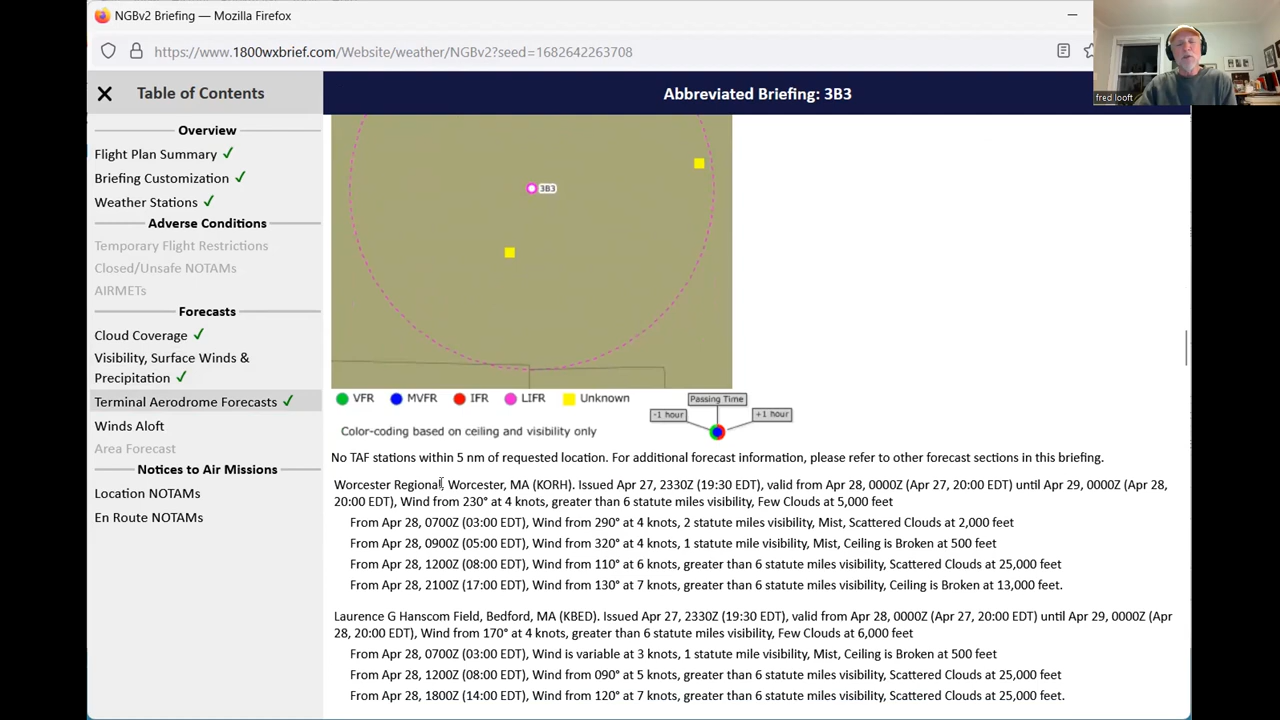 NGBv2 Briefing — Mozilla Firefox
https://www.1800wxbrief.com/Website/weather/NGBv2?seed=1682642263708
fred looft
Table of Contents
Overview
Flight Plan Summary ✓
Briefing Customization ✓
Weather Stations ✓
Adverse Conditions
Temporary Flight Restrictions
Closed/Unsafe NOTAMs
AIRMETs
Forecasts
Cloud Coverage ✓
Visibility, Surface Winds &
Precipitation ✓
Terminal Aerodrome Forecasts ✓
Winds Aloft
Area Forecast
Notices to Air Missions
Location NOTAMs
En Route NOTAMs
Abbreviated Briefing: 3B3
3B3
VFR MVFR IFR LIFR Unknown
Passing Time
-1 hour +1 hour
Color-coding based on ceiling and visibility only
No TAF stations within 5 nm of requested location. For additional forecast information, please refer to other forecast sections in this briefing.
Worcester Regional, Worcester, MA (KORH). Issued Apr 27, 2330Z (19:30 EDT), valid from Apr 28, 0000Z (Apr 27, 20:00 EDT) until Apr 29, 0000Z (Apr 28,
20:00 EDT), Wind from 230° at 4 knots, greater than 6 statute miles visibility, Few Clouds at 5,000 feet
From Apr 28, 0700Z (03:00 EDT), Wind from 290° at 4 knots, 2 statute miles visibility, Mist, Scattered Clouds at 2,000 feet
From Apr 28, 0900Z (05:00 EDT), Wind from 320° at 4 knots, 1 statute mile visibility, Mist, Ceiling is Broken at 500 feet
From Apr 28, 1200Z (08:00 EDT), Wind from 110° at 6 knots, greater than 6 statute miles visibility, Scattered Clouds at 25,000 feet
From Apr 28, 2100Z (17:00 EDT), Wind from 130° at 7 knots, greater than 6 statute miles visibility, Ceiling is Broken at 13,000 feet.
Laurence G Hanscom Field, Bedford, MA (KBED). Issued Apr 27, 2330Z (19:30 EDT), valid from Apr 28, 0000Z (Apr 27, 20:00 EDT) until Apr 29, 0000Z (Apr
28, 20:00 EDT), Wind from 170° at 4 knots, greater than 6 statute miles visibility, Few Clouds at 6,000 feet
From Apr 28, 0700Z (03:00 EDT), Wind is variable at 3 knots, 1 statute mile visibility, Mist, Ceiling is Broken at 500 feet
From Apr 28, 1200Z (08:00 EDT), Wind from 090° at 5 knots, greater than 6 statute miles visibility, Scattered Clouds at 25,000 feet
From Apr 28, 1800Z (14:00 EDT), Wind from 120° at 7 knots, greater than 6 statute miles visibility, Scattered Clouds at 25,000 feet.